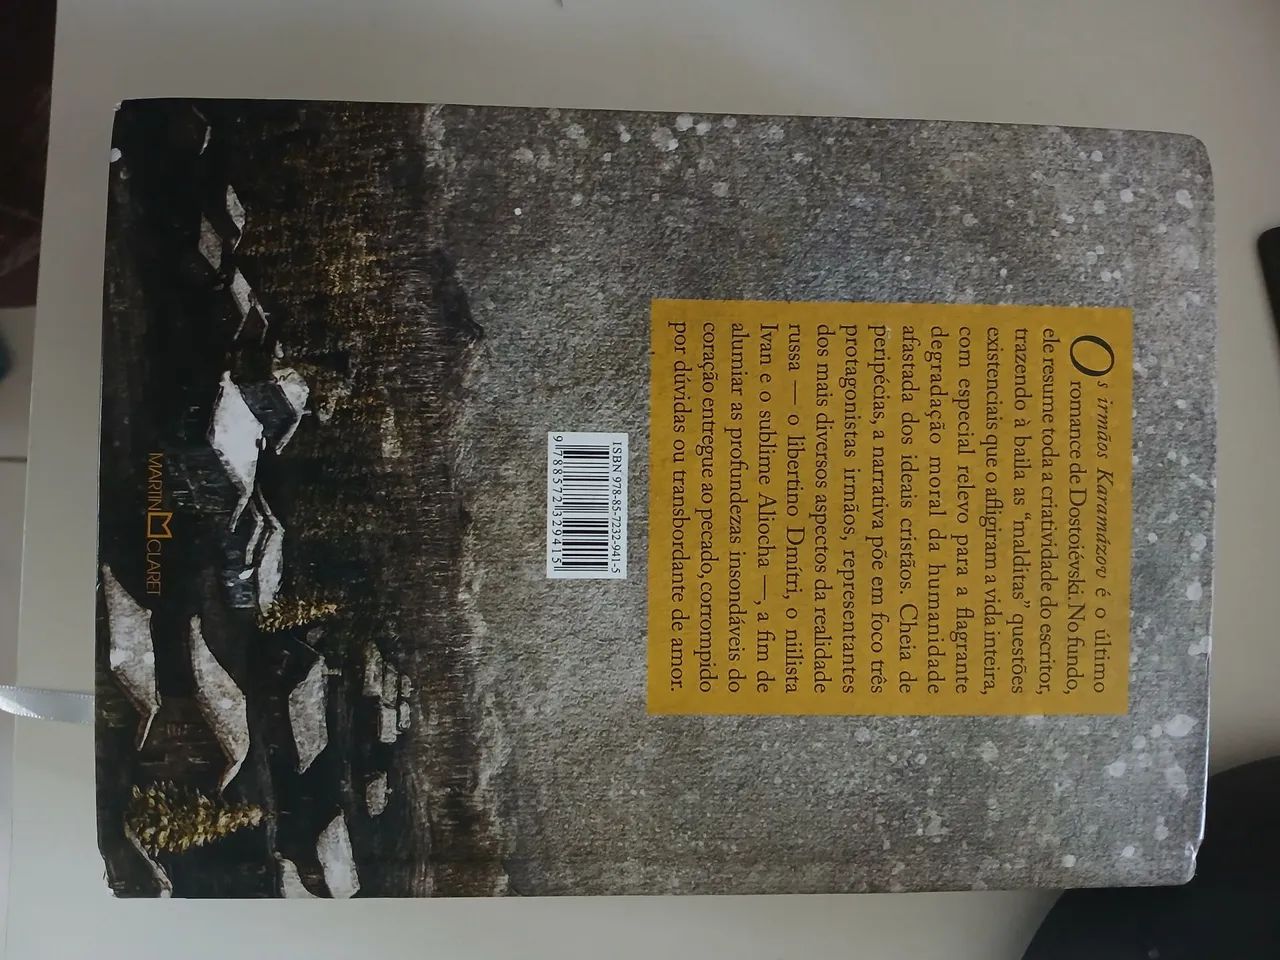 Os irmãos Karamázov é o último
romance de Dostoiévski. No fundo,
ele resume toda a criatividade do escritor,
trazendo à baila as “malditas” questões
existenciais que o afligiram a vida inteira,
com especial relevo para a flagrante
degradação moral da humanidade
afastada dos ideais cristãos. Cheia de
peripécias, a narrativa põe em foco três
protagonistas irmãos, representantes
dos mais diversos aspectos da realidade
russa — o libertino Dmítri, o niilista
Ivan e o sublime Aliocha —, a fim de
alumiar as profundezas insondáveis do
coração entregue ao pecado, corrompido
por dúvidas ou transbordante de amor.
ISBN 978-85-7232-941-5
9 788572 329415
MARTIN CLARET